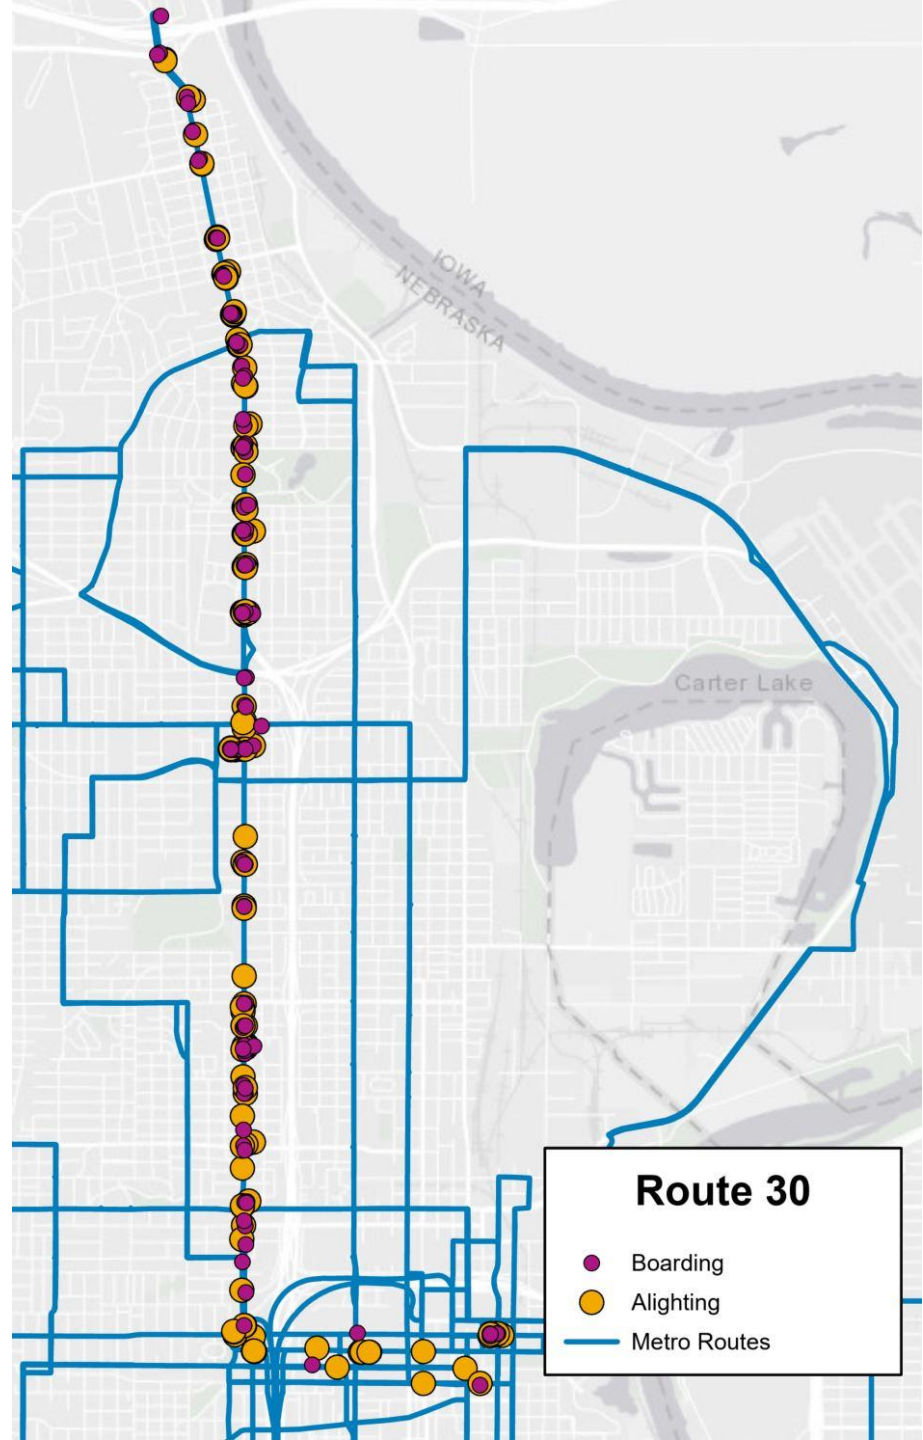 IOWA
NEBRASKA
Carter Lake
Route 30
Boarding
Alighting
Metro Routes